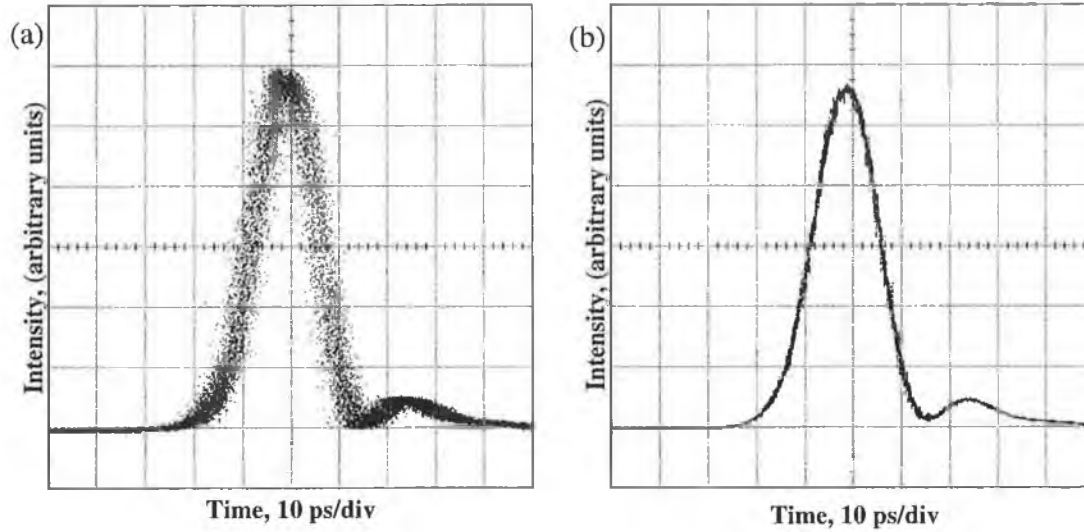 (a)
Intensity, (arbitrary units)
Time, 10 ps/div
(b)
Intensity, (arbitrary units)
Time, 10 ps/div